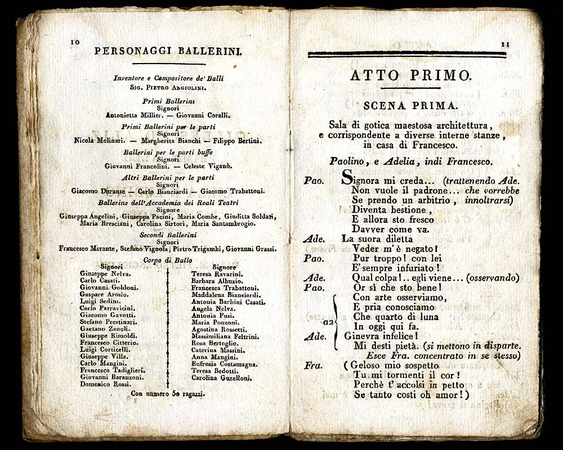 10
PERSONAGGI BALLERINI.
Inventore e Compositore de' Balli
SIG. PIETRO ANGIOLINI.
Primi Ballerini
Signori
Antonietta Millier. — Giovanni Coralli.
Primi Ballerini per le parti
Signori
Nicola Molinari. — Margherita Bianchi — Filippo Bertini.
Ballerini per le parti buffe
Signori
Giovanni Francolini. — Celeste Viganò.
Altri Ballerini per le parti
Signori
Giacomo Durante — Carlo Bianciardi — Giacomo Trabattoni.
Ballerine dell'Accademia dei Reali Teatri
Signore
Giuseppa Angelini, Giuseppa Pacini, Maria Combe, Giuditta Soldati,
Maria Bresciani, Carolina Sirtori, Maria Santambrogio.
Secondi Ballerini
Signori
Francesco Merante, Stefano Vignola, Pietro Trigambi, Giovanni Grassi.
Corpo di Ballo
Signori
Giuseppe Nelva.
Carlo Casati.
Giovanni Goldoni.
Gaspare Arosio.
Luigi Sedini.
Carlo Parravicini.
Giacomo Gavotti.
Stefano Prestinari.
Gaetano Zanoli.
Giuseppe Rimoldi.
Francesco Citterio.
Luigi Corticelli.
Giuseppe Villa.
Carlo Mangini.
Francesco Tadiglieri.
Giovanni Baranzoni.
Domenico Rossi.
Signore
Teresa Ravarini.
Barbara Albuzio.
Francesca Trabattoni.
Maddalena Bianciardi.
Antonia Barbini Casati.
Angela Nelva.
Antonia Fusi.
Maria Ponzoni.
Agostina Rossetti.
Massimiliana Feltrini.
Rosa Bertoglio.
Caterina Massini.
Anna Mangini.
Eufrosia Costamagna.
Teresa Bedotti.
Carolina Guzelloni.
Con numero 50 ragazzi.
11
ATTO PRIMO.
SCENA PRIMA.
Sala di gotica maestosa architettura,
e corrispondente a diverse interne stanze,
in casa di Francesco.
Paolino, e Adelia, indi Francesco.
Pao. Signora mi creda... (trattenendo Ade.
Non vuole il padrone... che vorrebbe
Se prendo un arbitrio, innoltrarsi)
Diventa bestione,
E allora sto fresco
Davver come va.
Ade. La suora diletta
Veder m'è negato!
Pao. Pur troppo! con lei
E' sempre infuriato!
Ade. Qual colpa!.. egli viene... (osservando)
Pao. Or sì che sto bene!
Con arte osserviamo,
E pria conosciamo
a2
Che quarto di luna
In oggi qui fa.
Ade. Ginevra infelice!
Mi desti pietà. (si mettono in disparte.
Esce Fra. concentrato in se stesso)
Fra. (Geloso mio sospetto
Tu mi tormenti il cor!
Perchè t'accolsi in petto
Se tanto costi oh amor!)